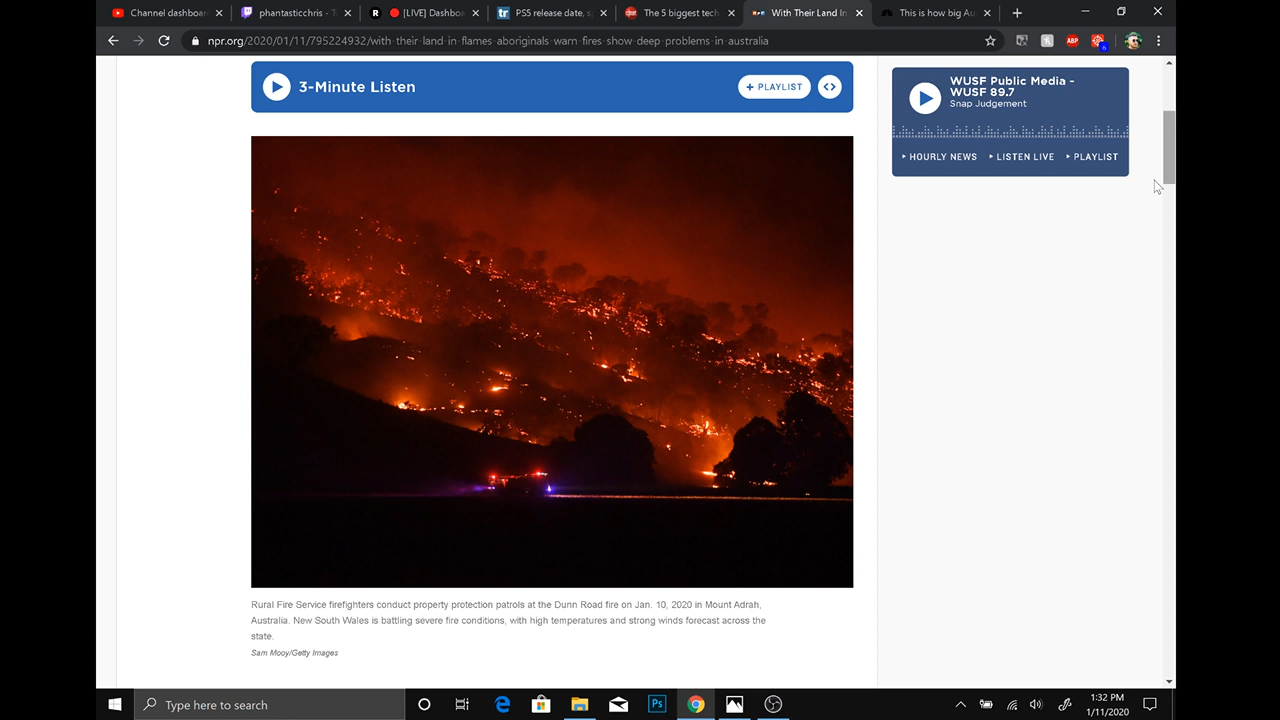 Channel dashboar
phantasticchris - T
[LIVE] Dashboa
PS5 release date, s
The 5 biggest tech
With Their Land In
This is how big Au
npr.org/2020/01/11/795224932/with-their-land-in-flames-aboriginals-warn-fires-show-deep-problems-in-australia
ABP
3-Minute Listen
+ PLAYLIST
WUSF Public Media -
WUSF 89.7
Snap Judgement
HOURLY NEWS
LISTEN LIVE
PLAYLIST
Rural Fire Service firefighters conduct property protection patrols at the Dunn Road fire on Jan. 10, 2020 in Mount Adrah,
Australia. New South Wales is battling severe fire conditions, with high temperatures and strong winds forecast across the
state.
Sam Mooy/Getty Images
Type here to search
Ps
1:32 PM
1/11/2020